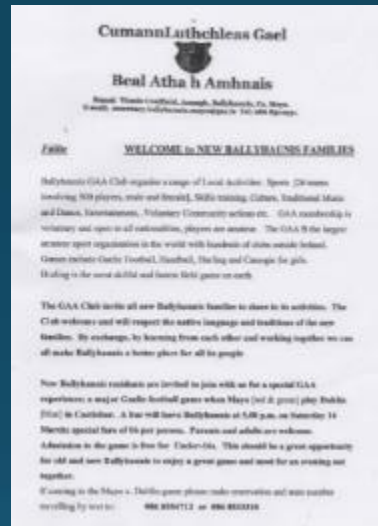 CumannLuthchleas Gael
Beal Atha h Amhnais
Failte WELCOME to NEW BALLYHAUNIS FAMILIES
Ballyhaunis GAA Club organise a range of Local Activities: Sports [24 teams
involving 500 players, male and female], Skills training, Culture, Traditional Music
and Dance, Entertainment, Voluntary Community actions etc. GAA membership is
voluntary and open to all nationalities, players are amateur. The GAA is the largest
amateur sport organisation in the world with hundreds of clubs outside Ireland.
Games include Gaelic Football, Handball, Hurling and Camogie for girls.
Hurling is the most skilful and fastest field game on earth
The GAA Club invite all new Ballyhaunis families to share in its activities. The
Club welcomes and will respect the native language and traditions of the new
families. By exchange, by learning from each other and working together we can
all make Ballyhaunis a better place for all its people
New Ballyhaunis residents are invited to join with us for a special GAA
experience: a major Gaelic football game when Mayo [red & green] play Dublin
[blue] in Castlebar. A bus will leave Ballyhaunis at 5.00 p.m. on Saturday
special fare of per person. Parents and adults are welcome.
Admission to the game is free for This should be a great opportunity
for old and new Ballyhaunis to enjoy a great game and meet for an evening out
together.
If coming to the Mayo v. Dublin game please make reservation and state number
travelling by text to: